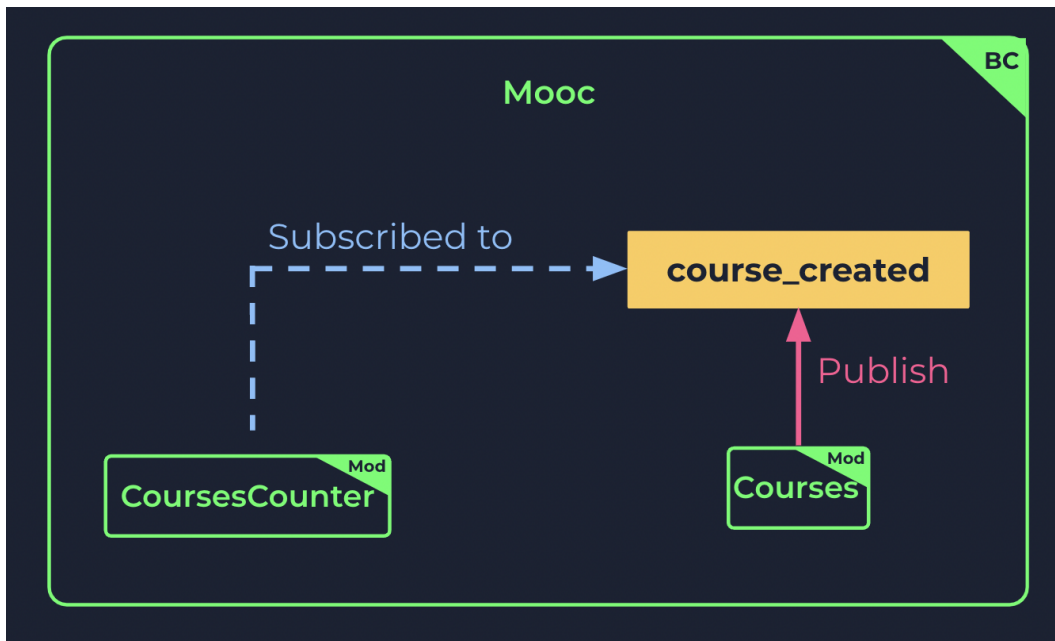 BC
Mooc
Subscribed to
course_created
Publish
Mod
CoursesCounter
Mod
Courses